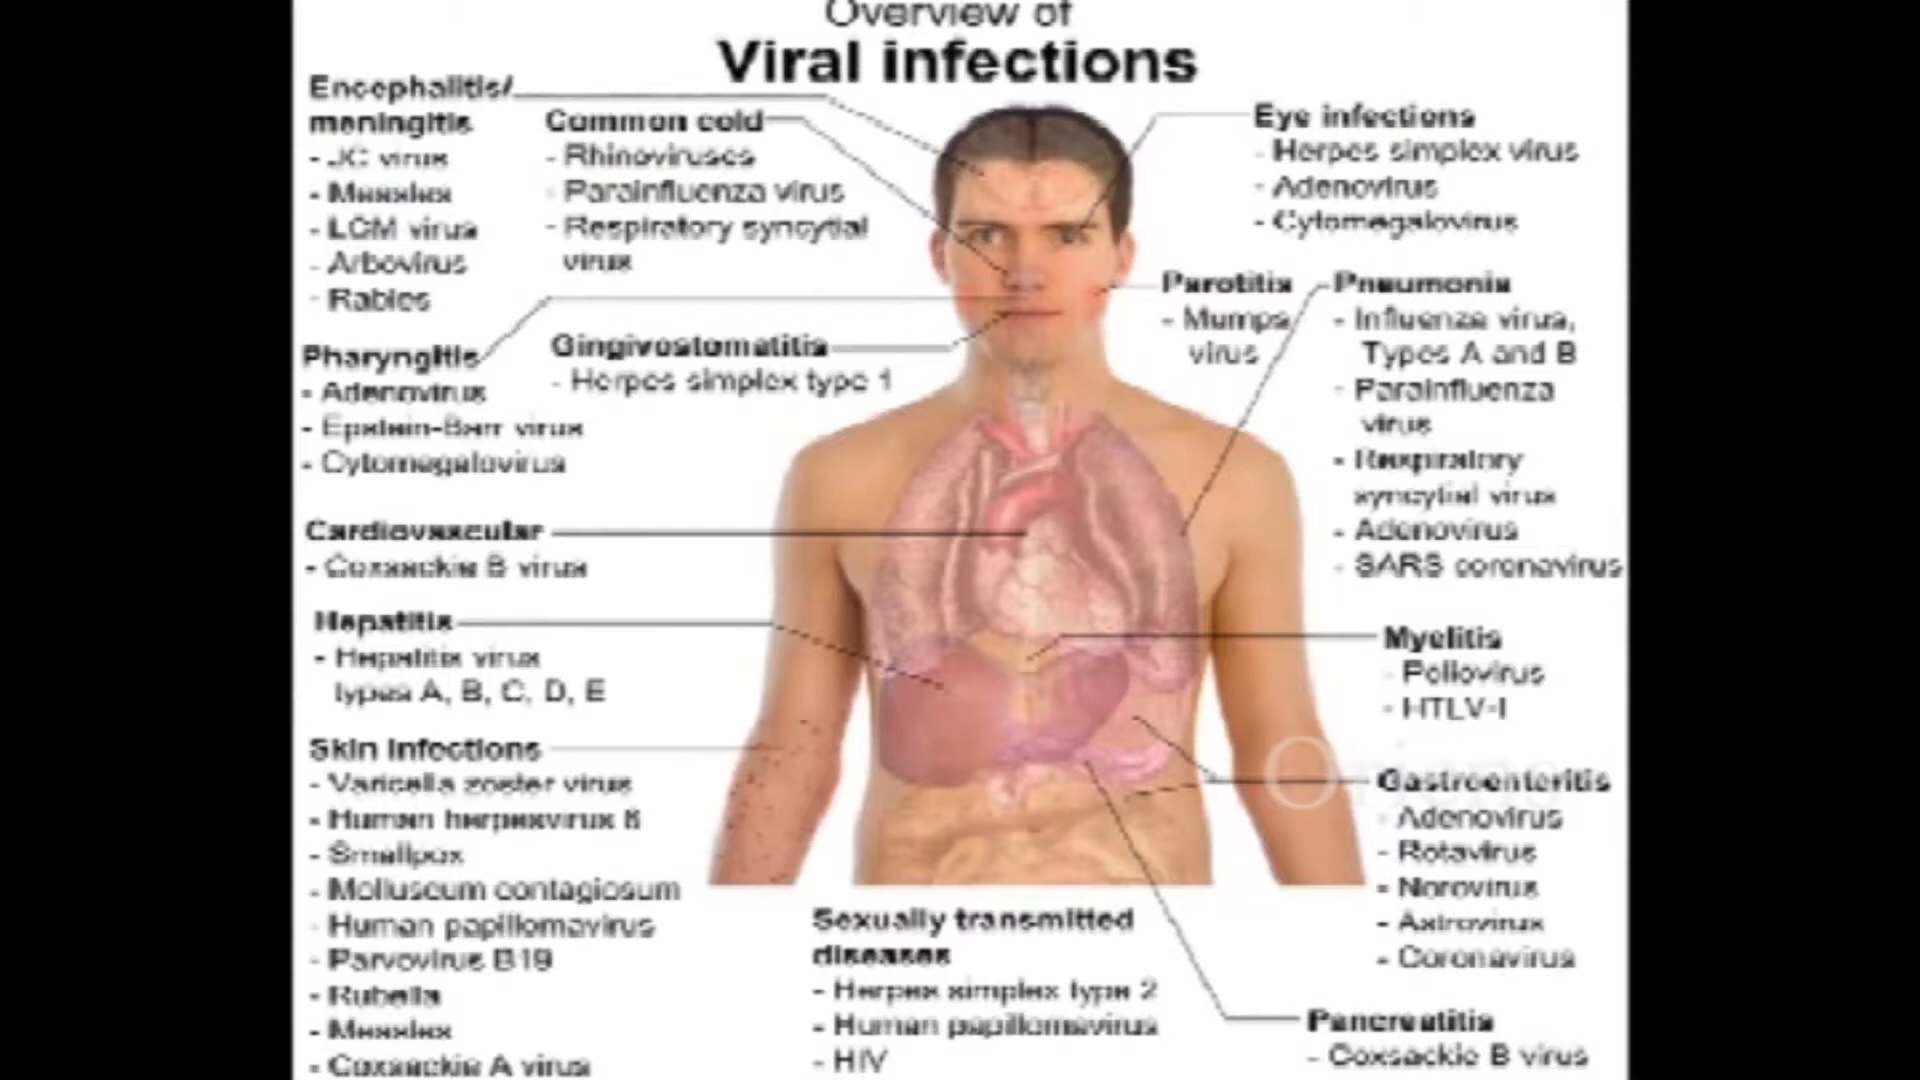 Overview of
Viral infections
Encephalitis/
meningitis
- JC virus
- Measles
- LCM virus
- Arbovirus
- Rabies
Common cold
- Rhinoviruses
- Parainfluenza virus
- Respiratory syncytial
virus
Eye infections
- Herpes simplex virus
- Adenovirus
- Cytomegalovirus
Pharyngitis
- Adenovirus
- Epstein-Barr virus
- Cytomegalovirus
Gingivostomatitis
- Herpes simplex type 1
Parotitis
- Mumps
virus
Pneumonia
- Influenza virus,
Types A and B
- Parainfluenza
virus
- Respiratory
syncytial virus
- Adenovirus
- SARS coronavirus
Cardiovascular
- Coxsackie B virus
Hepatitis
- Hepatitis virus
types A, B, C, D, E
Myelitis
- Poliovirus
- HTLV-I
Skin infections
- Varicella zoster virus
- Human herpesvirus 6
- Smallpox
- Molluscum contagiosum
- Human papillomavirus
- Parvovirus B19
- Rubella
- Measles
- Coxsackie A virus
Gastroenteritis
- Adenovirus
- Rotavirus
- Norovirus
- Astrovirus
- Coronavirus
Sexually transmitted
diseases
- Herpes simplex type 2
- Human papillomavirus
- HIV
Pancreatitis
- Coxsackie B virus